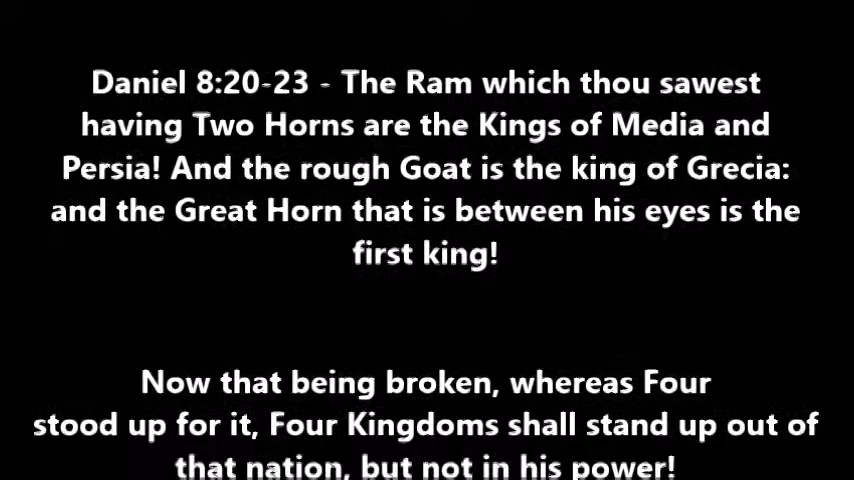 Daniel 8:20-23 - The Ram which thou sawest
having Two Horns are the Kings of Media and
Persia! And the rough Goat is the king of Grecia:
and the Great Horn that is between his eyes is the
first king!
Now that being broken, whereas Four
stood up for it, Four Kingdoms shall stand up out of
that nation, but not in his power!